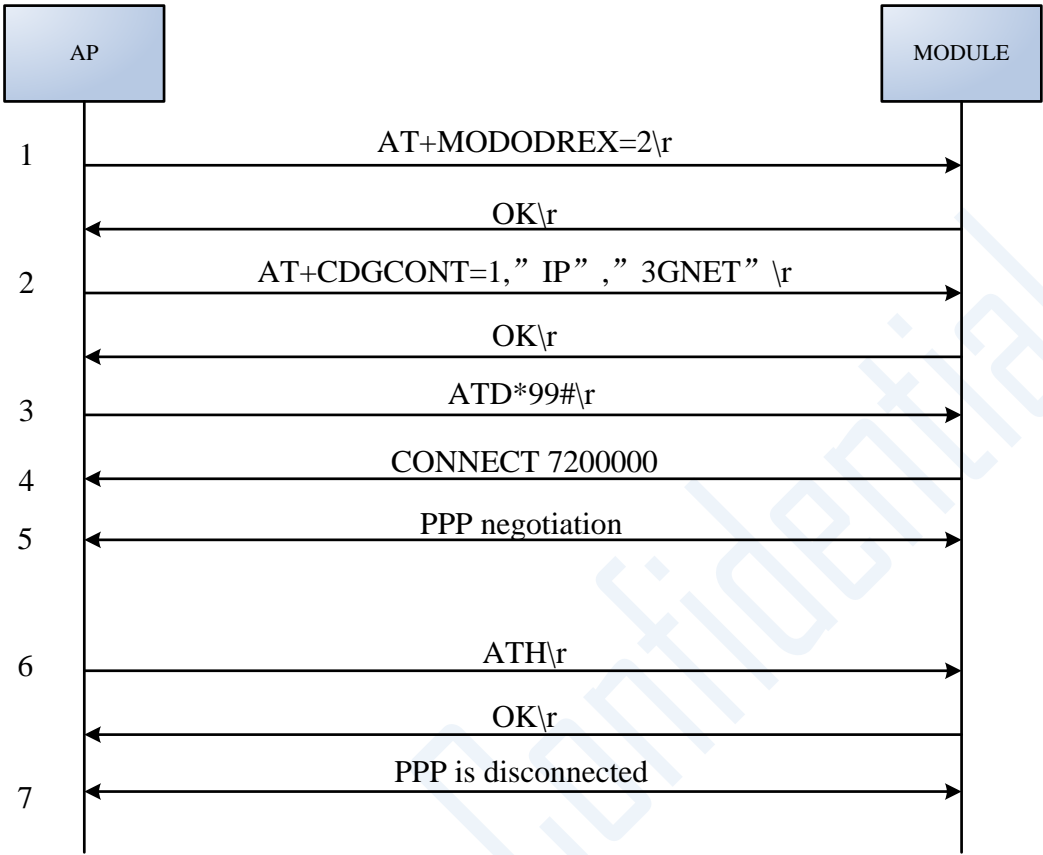 AP
MODULE
1
AT+MODODREX=2\r
OK\r
2
AT+CDGCONT=1,”IP”,”3GNET”\r
OK\r
3
ATD*99#\r
4
CONNECT 7200000
5
PPP negotiation
6
ATH\r
OK\r
PPP is disconnected
7
Confidential